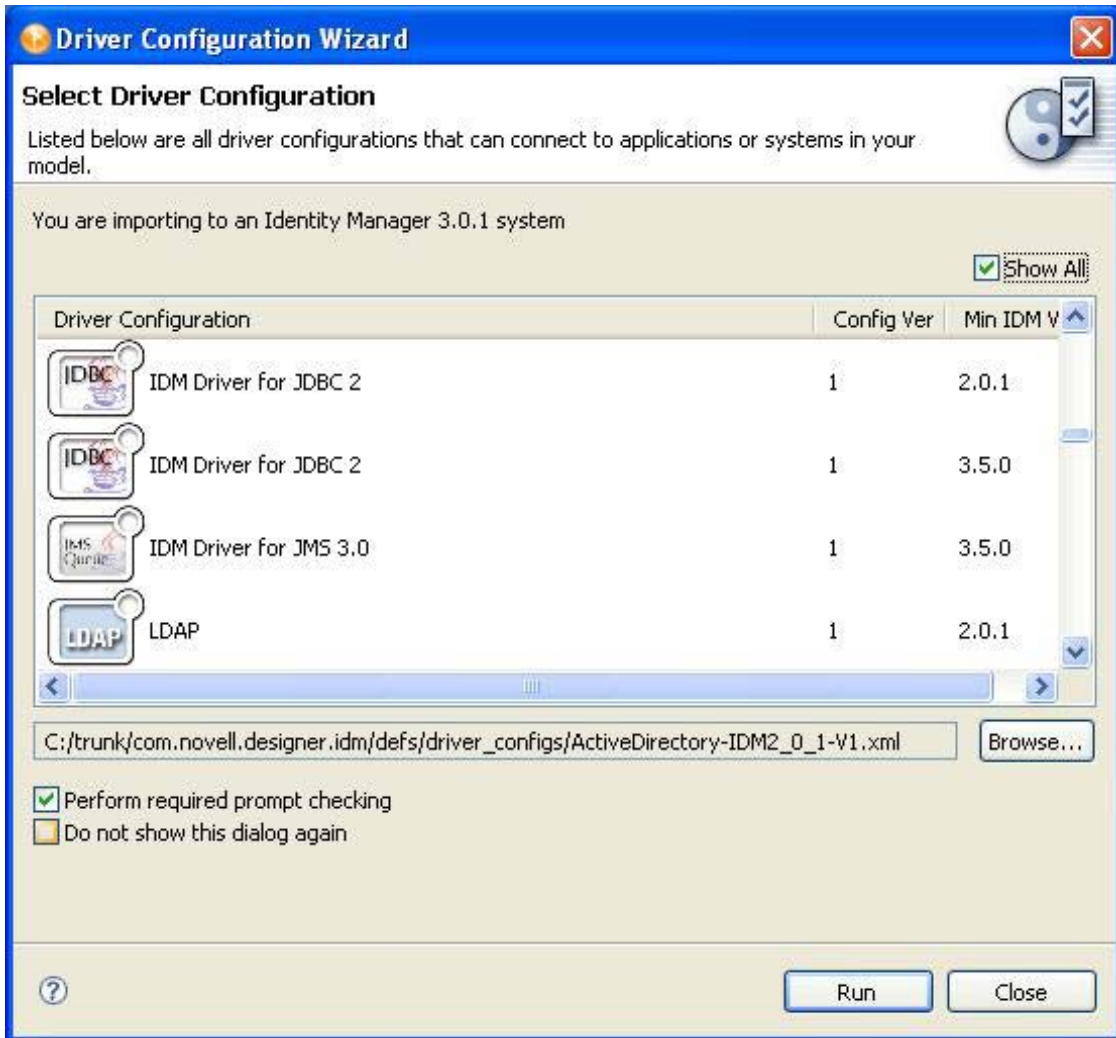 Driver Configuration Wizard
Select Driver Configuration
Listed below are all driver configurations that can connect to applications or systems in your
model.
You are importing to an Identity Manager 3.0.1 system
Show All
Driver Configuration Config Ver Min IDM V
JDBC IDM Driver for JDBC 2 1 2.0.1
JDBC IDM Driver for JDBC 2 1 3.5.0
JMS
Queue IDM Driver for JMS 3.0 1 3.5.0
LDAP LDAP 1 2.0.1
C:/trunk/com.novell.designer.idm/defs/driver_configs/ActiveDirectory-IDM2_0_1-V1.xml Browse...
Perform required prompt checking
Do not show this dialog again
? Run Close